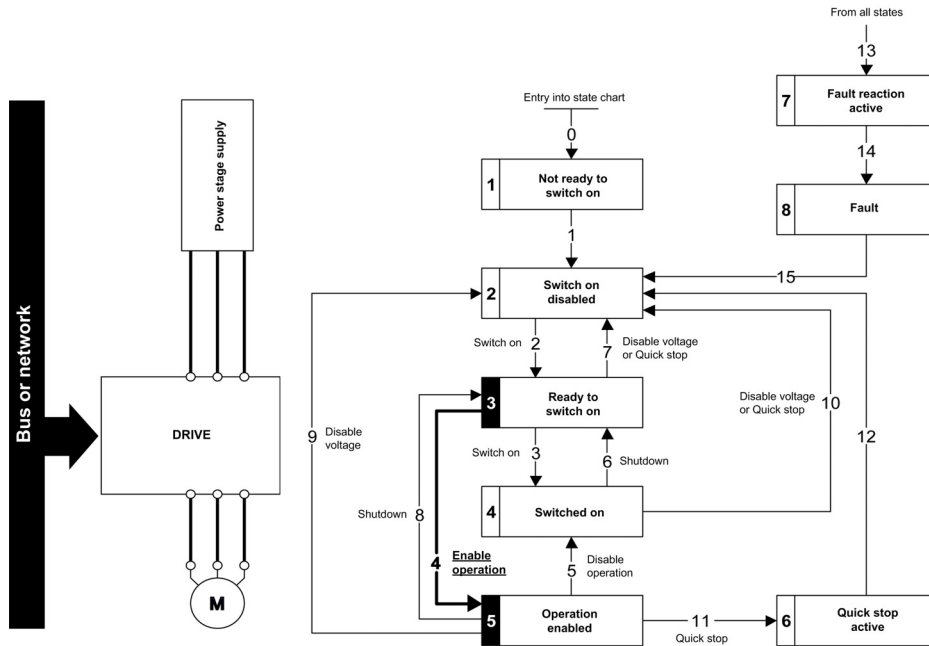 Bus or network
Power stage supply
DRIVE
M
From all states
13
7
Fault reaction
active
14
8
Fault
15
Entry into state chart
0
1
Not ready to
switch on
1
2
Switch on
disabled
Switch on
2
7
Disable voltage
or Quick stop
3
Ready to
switch on
Switch on
3
6
Shutdown
4
Switched on
5
Disable
operation
5
Operation
enabled
9
Disable
voltage
Shutdown
8
4
Enable
operation
Disable voltage
or Quick stop
10
12
11
Quick stop
6
Quick stop
active